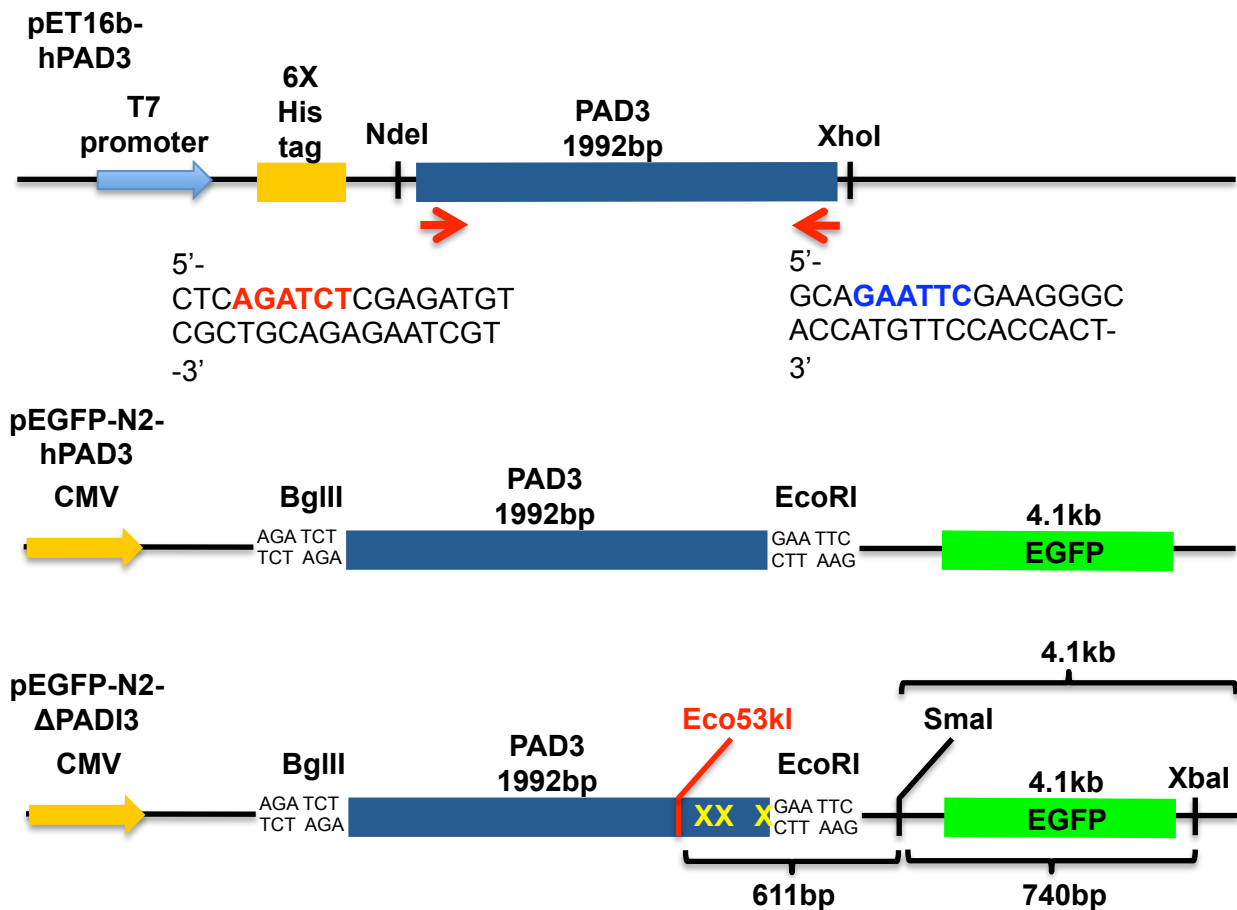 pET16b-
hPAD3
T7
promoter
6X
His
tag
NdeI
PAD3
1992bp
XhoI
5'-
CTCAGATCTCGAGATGT
CGCTGCAGAGAATCGT
-3’
5'-
GCAGAATTCGAAGGGC
ACCATGTTCCACCACT-
3’
pEGFP-N2-
hPAD3
CMV
BglII
AGA TCT
TCT AGA
PAD3
1992bp
EcoRI
GAA TTC
CTT AAG
4.1kb
EGFP
pEGFP-N2-
ΔPADI3
CMV
BglII
AGA TCT
TCT AGA
PAD3
1992bp
Eco53kI
XX X
EcoRI
GAA TTC
CTT AAG
611bp
SmaI
4.1kb
4.1kb
EGFP
XbaI
740bp